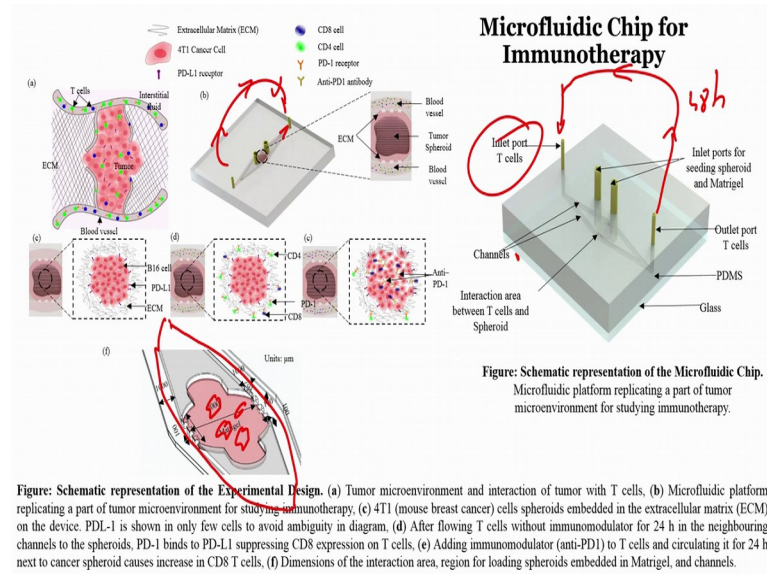 Extracellular Matrix (ECM)
4T1 Cancer Cell
PD-L1 receptor
CD8 cell
CD4 cell
PD-1 receptor
Anti-PD1 antibody
Microfluidic Chip for
Immunotherapy
48h
(a)
T cells
Interstitial
fluid
ECM
Tumor
Blood vessel
(b)
ECM
Blood
vessel
Tumor
Spheroid
Blood
vessel
Inlet port
T cells
Inlet ports for
seeding spheroid
and Matrigel
Channels
Outlet port
T cells
PDMS
Interaction area
between T cells and
Spheroid
Glass
(c)
B16 cell
PD-L1
ECM
(d)
CD4
PD-1
CD8
(e)
Anti-
PD-1
(f)
Units: μm
1000
1000
100
100
Figure: Schematic representation of the Microfluidic Chip.
Microfluidic platform replicating a part of tumor
microenvironment for studying immunotherapy.
Figure: Schematic representation of the Experimental Design. (a) Tumor microenvironment and interaction of tumor with T cells, (b) Microfluidic platform
replicating a part of tumor microenvironment for studying immunotherapy, (c) 4T1 (mouse breast cancer) cells spheroids embedded in the extracellular matrix (ECM)
on the device. PDL-1 is shown in only few cells to avoid ambiguity in diagram, (d) After flowing T cells without immunomodulator for 24 h in the neighbouring
channels to the spheroids, PD-1 binds to PD-L1 suppressing CD8 expression on T cells, (e) Adding immunomodulator (anti-PD1) to T cells and circulating it for 24 h
next to cancer spheroid causes increase in CD8 T cells, (f) Dimensions of the interaction area, region for loading spheroids embedded in Matrigel, and channels.